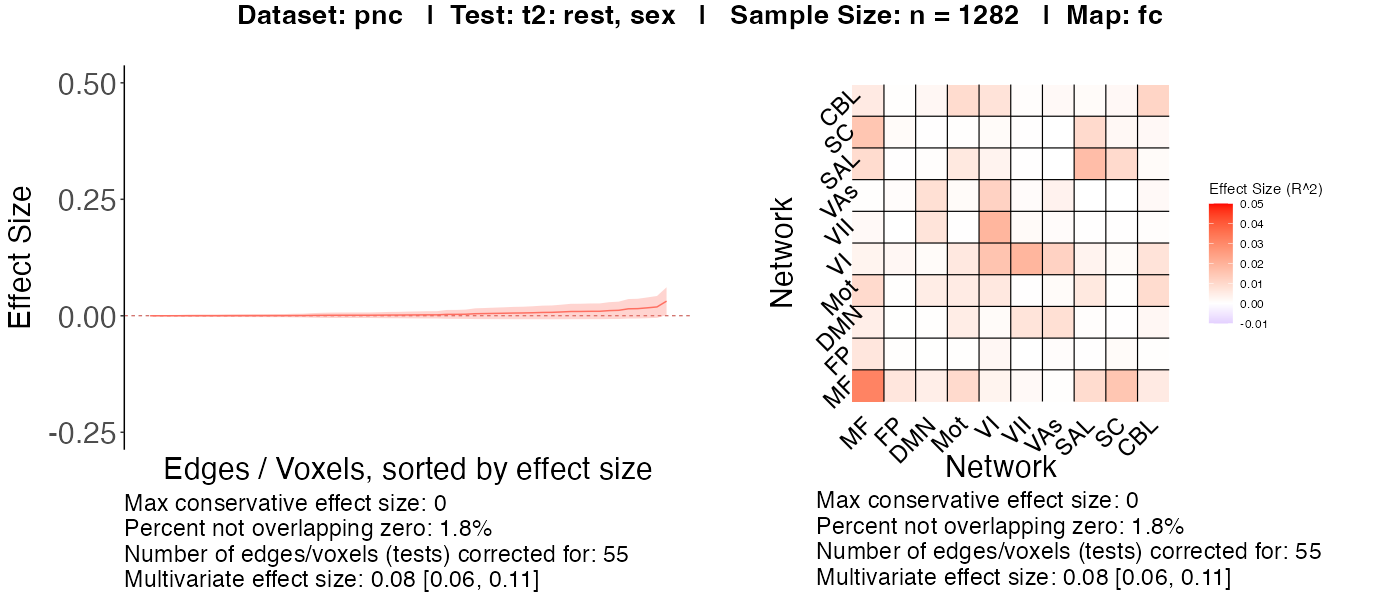 Dataset: pnc | Test: t2: rest, sex | Sample Size: n = 1282 | Map: fc
0.50
0.25
0.00
-0.25
Effect Size
Edges / Voxels, sorted by effect size
Max conservative effect size: 0
Percent not overlapping zero: 1.8%
Number of edges/voxels (tests) corrected for: 55
Multivariate effect size: 0.08 [0.06, 0.11]
Network
CBL
SC
SAL
VAs
VII
VI
Mot
DMN
FP
MF
MF FP DMN Mot VI VII VAs SAL SC CBL
Network
Effect Size (R^2)
0.05
0.04
0.03
0.02
0.01
0.00
-0.01
Max conservative effect size: 0
Percent not overlapping zero: 1.8%
Number of edges/voxels (tests) corrected for: 55
Multivariate effect size: 0.08 [0.06, 0.11]